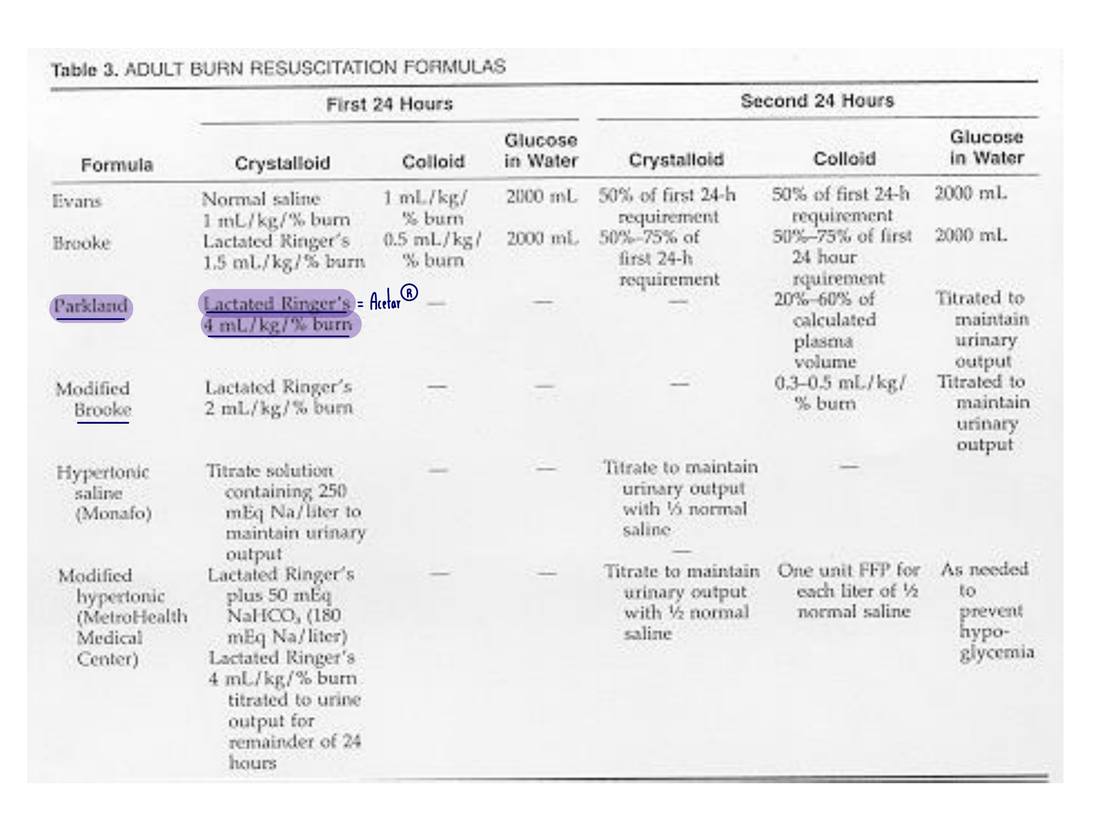 Table 3. ADULT BURN RESUSCITATION FORMULAS
First 24 Hours Second 24 Hours
Formula Crystalloid Colloid Glucose in Water Crystalloid Colloid Glucose in Water
Evans
Normal saline
1 mL/kg/% burn
1 mL/kg/
% burn
2000 mL
50% of first 24-h
requirement
50% of first 24-h
requirement
2000 mL
Brooke
Lactated Ringer's
1.5 mL/kg/% burn
0.5 mL/kg/
% burn
2000 mL
50%–75% of
first 24-h
requirement
50%–75% of first
24 hour
rquirement
2000 mL
Parkland
Lactated Ringer's = Acetar®
4 mL/kg/% burn
—
—
—
20%–60% of
calculated
plasma
volume
Titrated to
maintain
urinary
output
Modified
Brooke
Lactated Ringer's
2 mL/kg/% burn
—
—
—
0.3–0.5 mL/kg/
% burn
Titrated to
maintain
urinary
output
Hypertonic
saline
(Monafo)
Titrate solution
containing 250
mEq Na/liter to
maintain urinary
output
—
—
Titrate to maintain
urinary output
with ⅓ normal
saline
—
—
Modified
hypertonic
(MetroHealth
Medical
Center)
Lactated Ringer's
plus 50 mEq
NaHCO₃ (180
mEq Na/liter)
Lactated Ringer's
4 mL/kg/% burn
titrated to urine
output for
remainder of 24
hours
—
—
Titrate to maintain
urinary output
with ½ normal
saline
One unit FFP for
each liter of ½
normal saline
As needed
to
prevent
hypo-
glycemia